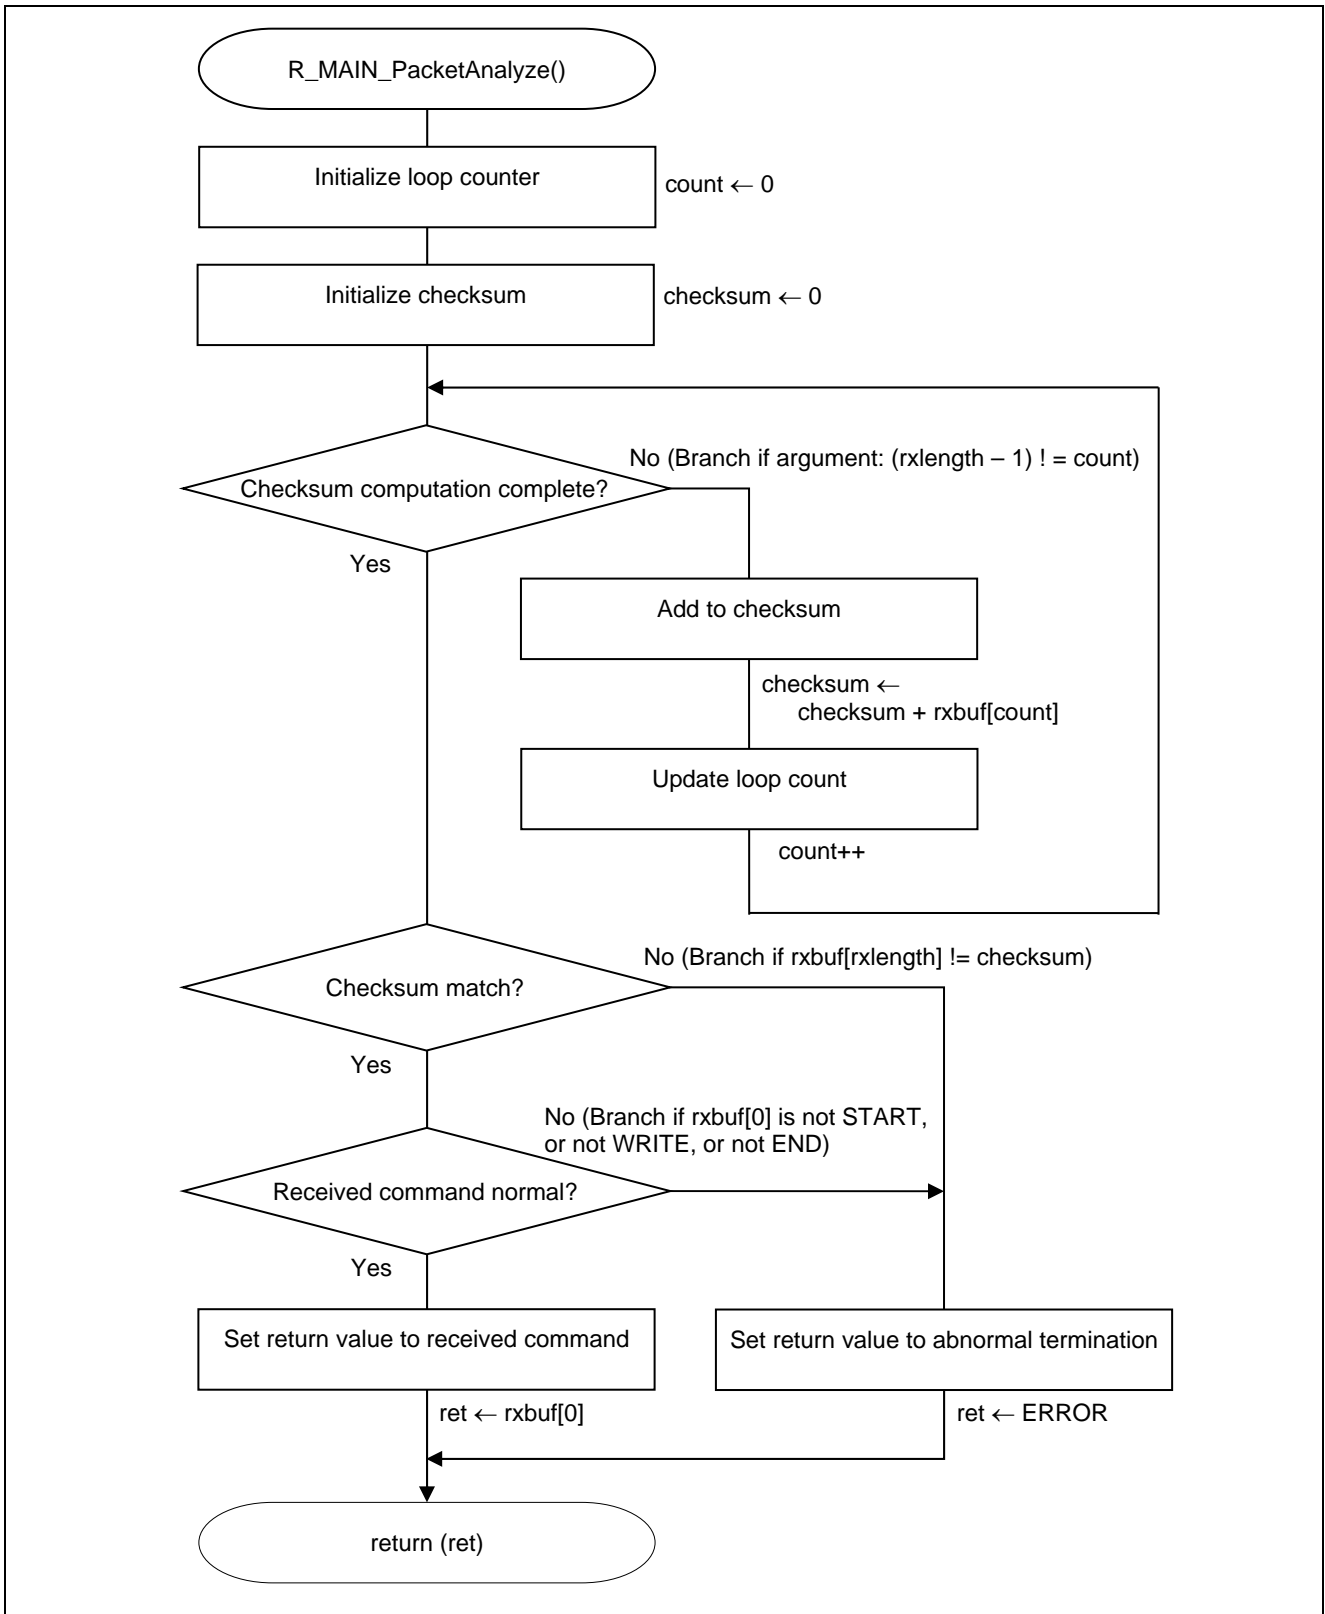 R_MAIN_PacketAnalyze()
Initialize loop counter
count ← 0
Initialize checksum
checksum ← 0
No (Branch if argument: (rxlength – 1) ! = count)
Checksum computation complete?
Yes
Add to checksum
checksum ←
checksum + rxbuf[count]
Update loop count
count++
No (Branch if rxbuf[rxlength] != checksum)
Checksum match?
Yes
No (Branch if rxbuf[0] is not START,
or not WRITE, or not END)
Received command normal?
Yes
Set return value to received command
Set return value to abnormal termination
ret ← rxbuf[0]
ret ← ERROR
return (ret)